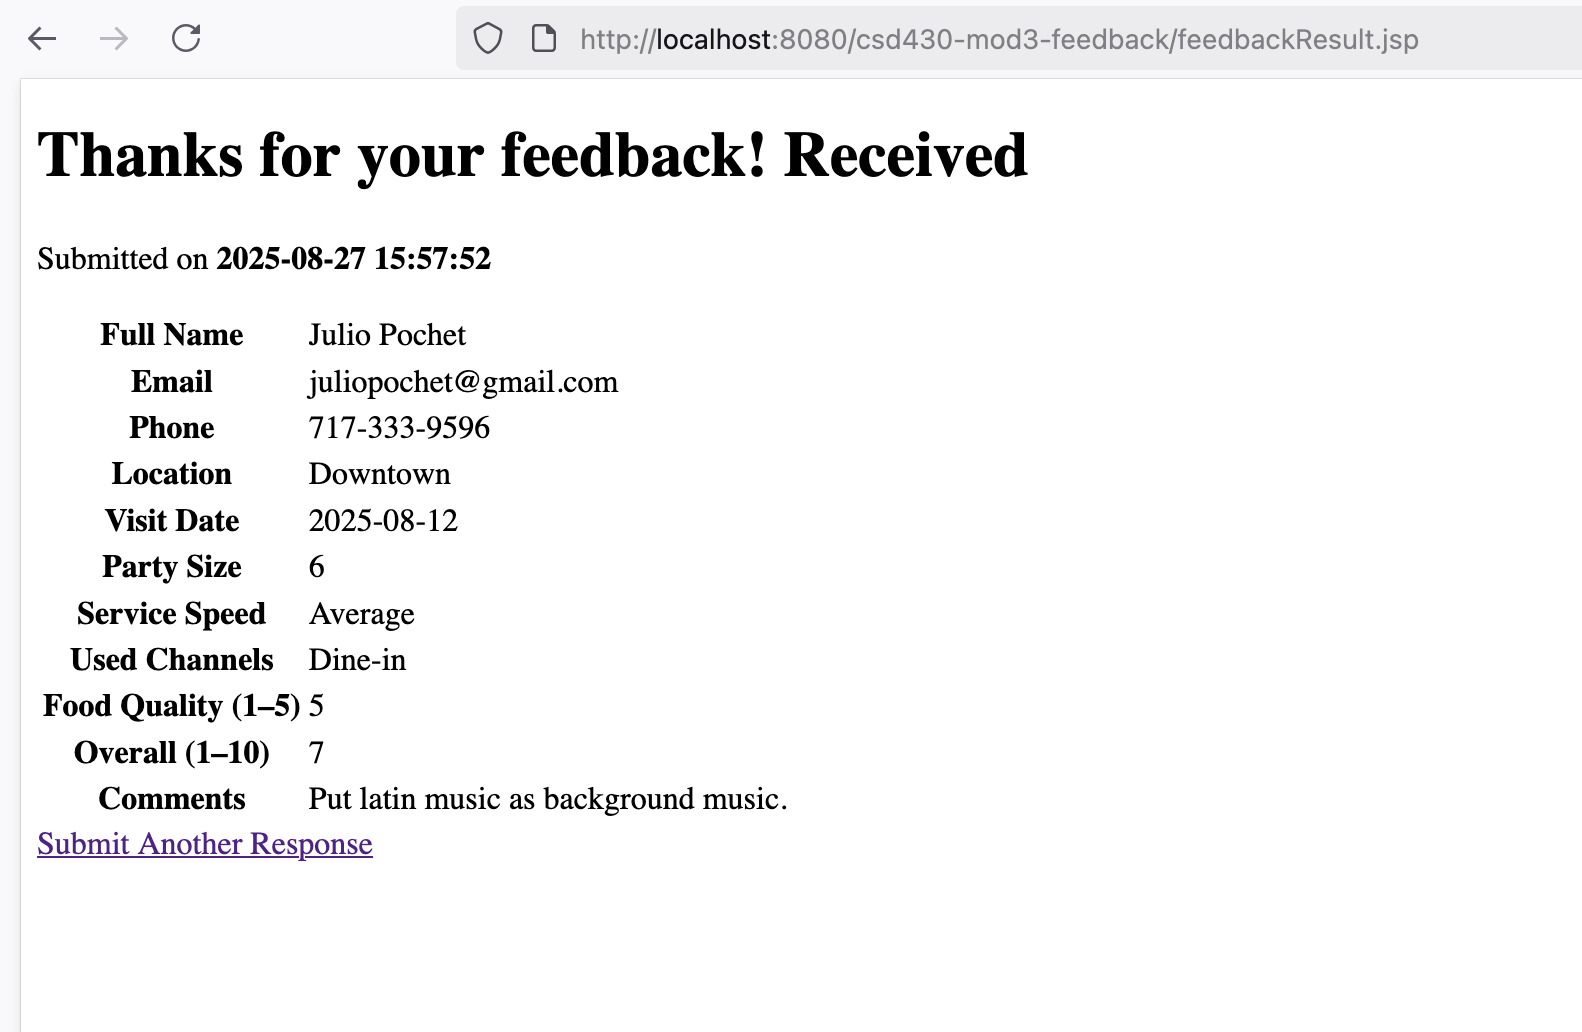 http://localhost:8080/csd430-mod3-feedback/feedbackResult.jsp
Thanks for your feedback! Received
Submitted on 2025-08-27 15:57:52
Full Name Julio Pochet
Email juliopochet@gmail.com
Phone 717-333-9596
Location Downtown
Visit Date 2025-08-12
Party Size 6
Service Speed Average
Used Channels Dine-in
Food Quality (1–5) 5
Overall (1–10) 7
Comments Put latin music as background music.
Submit Another Response